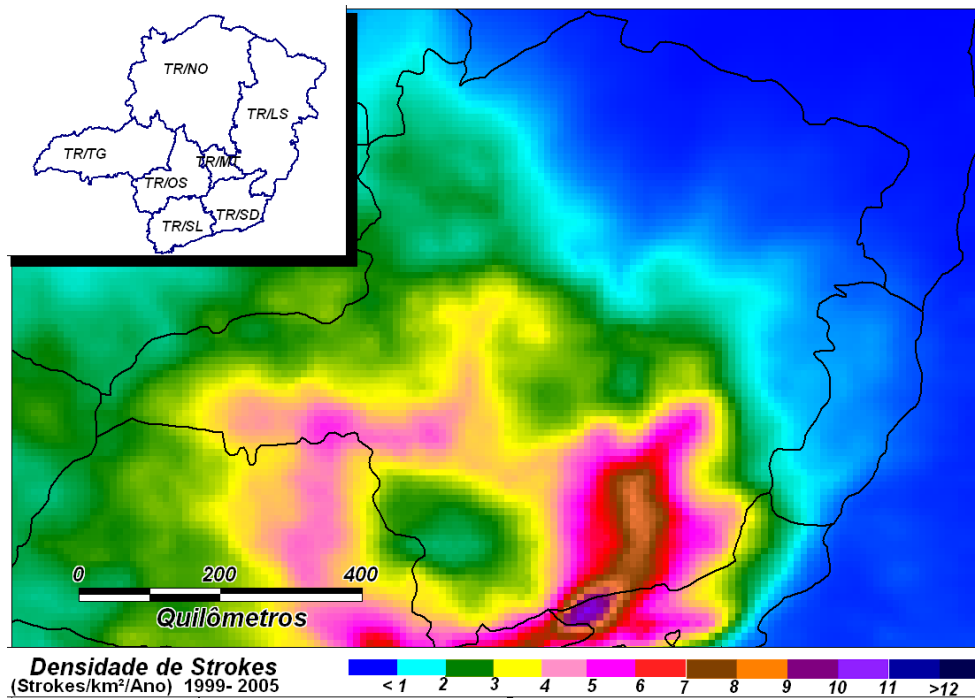 TR/NO
TR/LS
TR/TG
TR/MT
TR/OS
TR/SD
TR/SL
0 200 400
Quilômetros
Densidade de Strokes
(Strokes/km²/Ano) 1999- 2005
< 1 2 3 4 5 6 7 8 9 10 11 >12